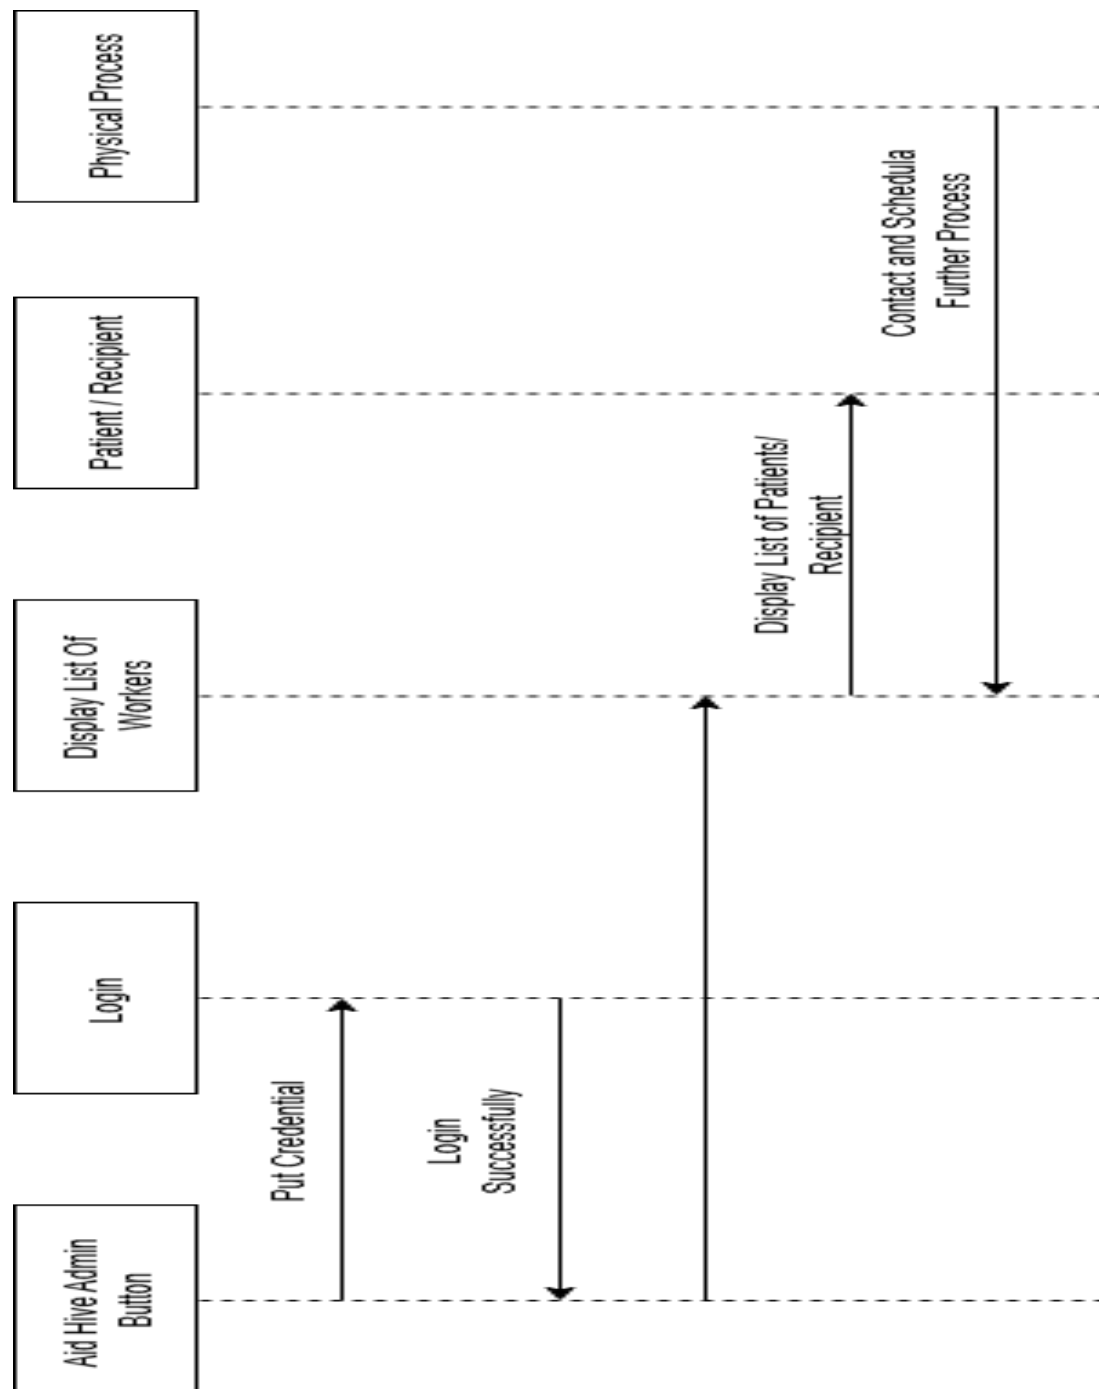 Aid Hive Admin
Button
Login
Display List Of
Workers
Patient / Recipient
Physical Process
Put Credential
Login
Successfully
Display List of Patients/
Recipient
Contact and Schedula
Further Process